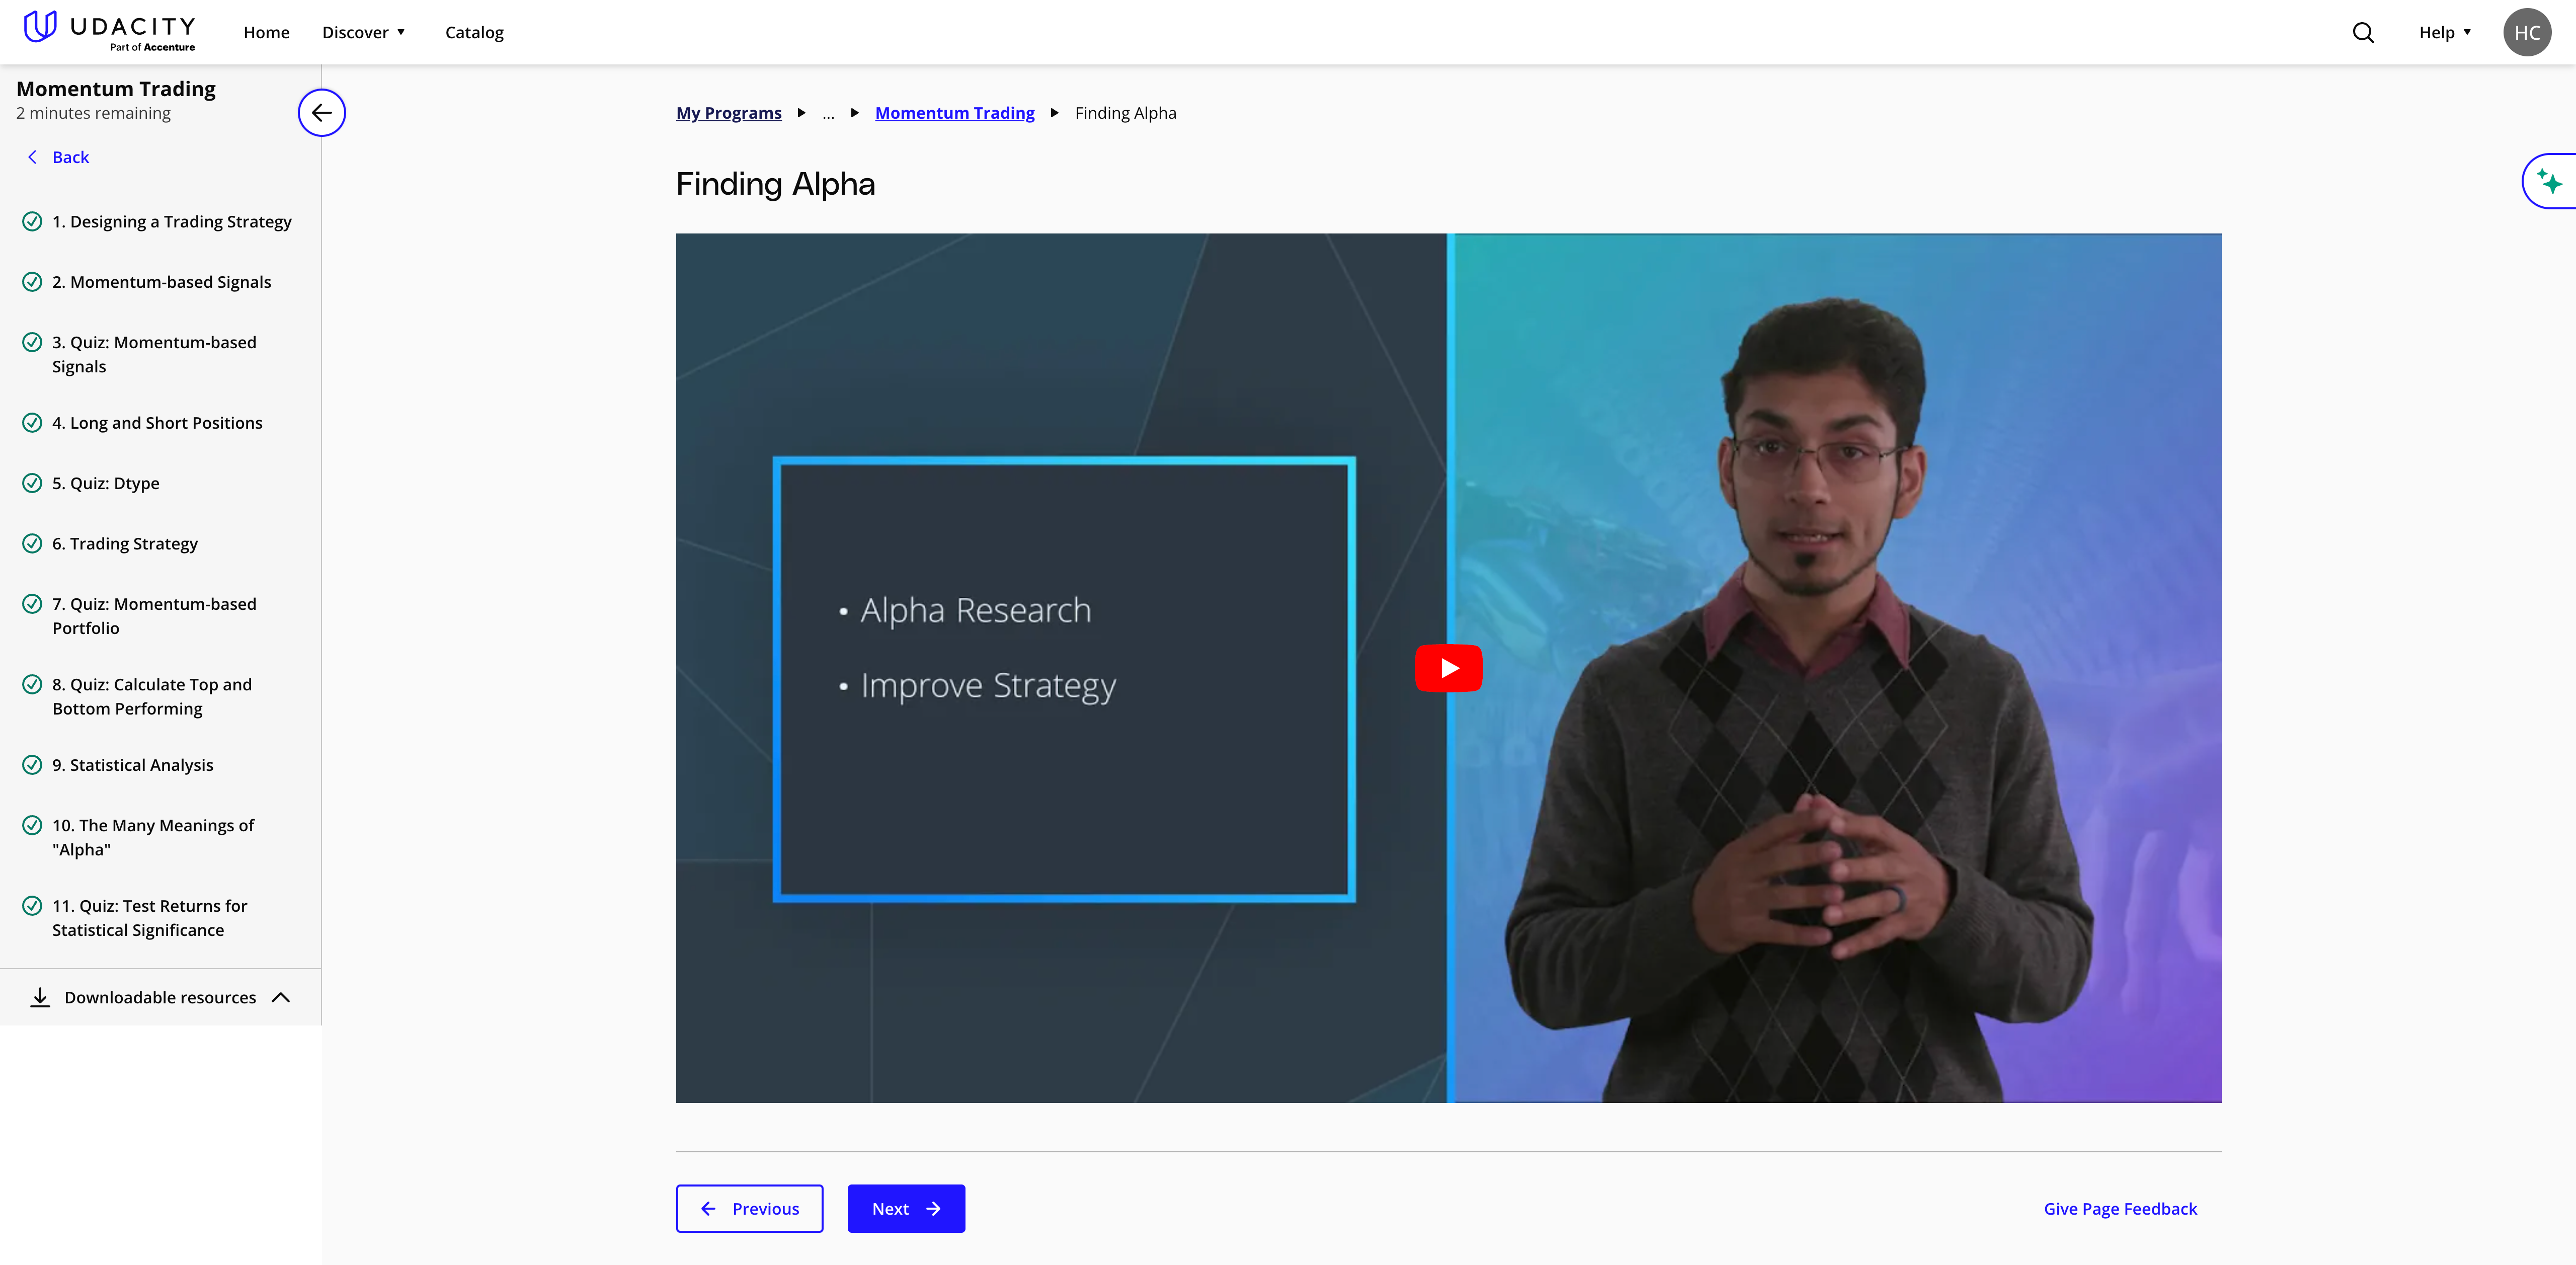 UDACITY
Part of Accenture
Home
Discover
Catalog
Help
HC
Momentum Trading
2 minutes remaining
Back
1. Designing a Trading Strategy
2. Momentum-based Signals
3. Quiz: Momentum-based
Signals
4. Long and Short Positions
5. Quiz: Dtype
6. Trading Strategy
7. Quiz: Momentum-based
Portfolio
8. Quiz: Calculate Top and
Bottom Performing
9. Statistical Analysis
10. The Many Meanings of
"Alpha"
11. Quiz: Test Returns for
Statistical Significance
Downloadable resources
My Programs ... Momentum Trading Finding Alpha
Finding Alpha
• Alpha Research
• Improve Strategy
Previous
Next
Give Page Feedback